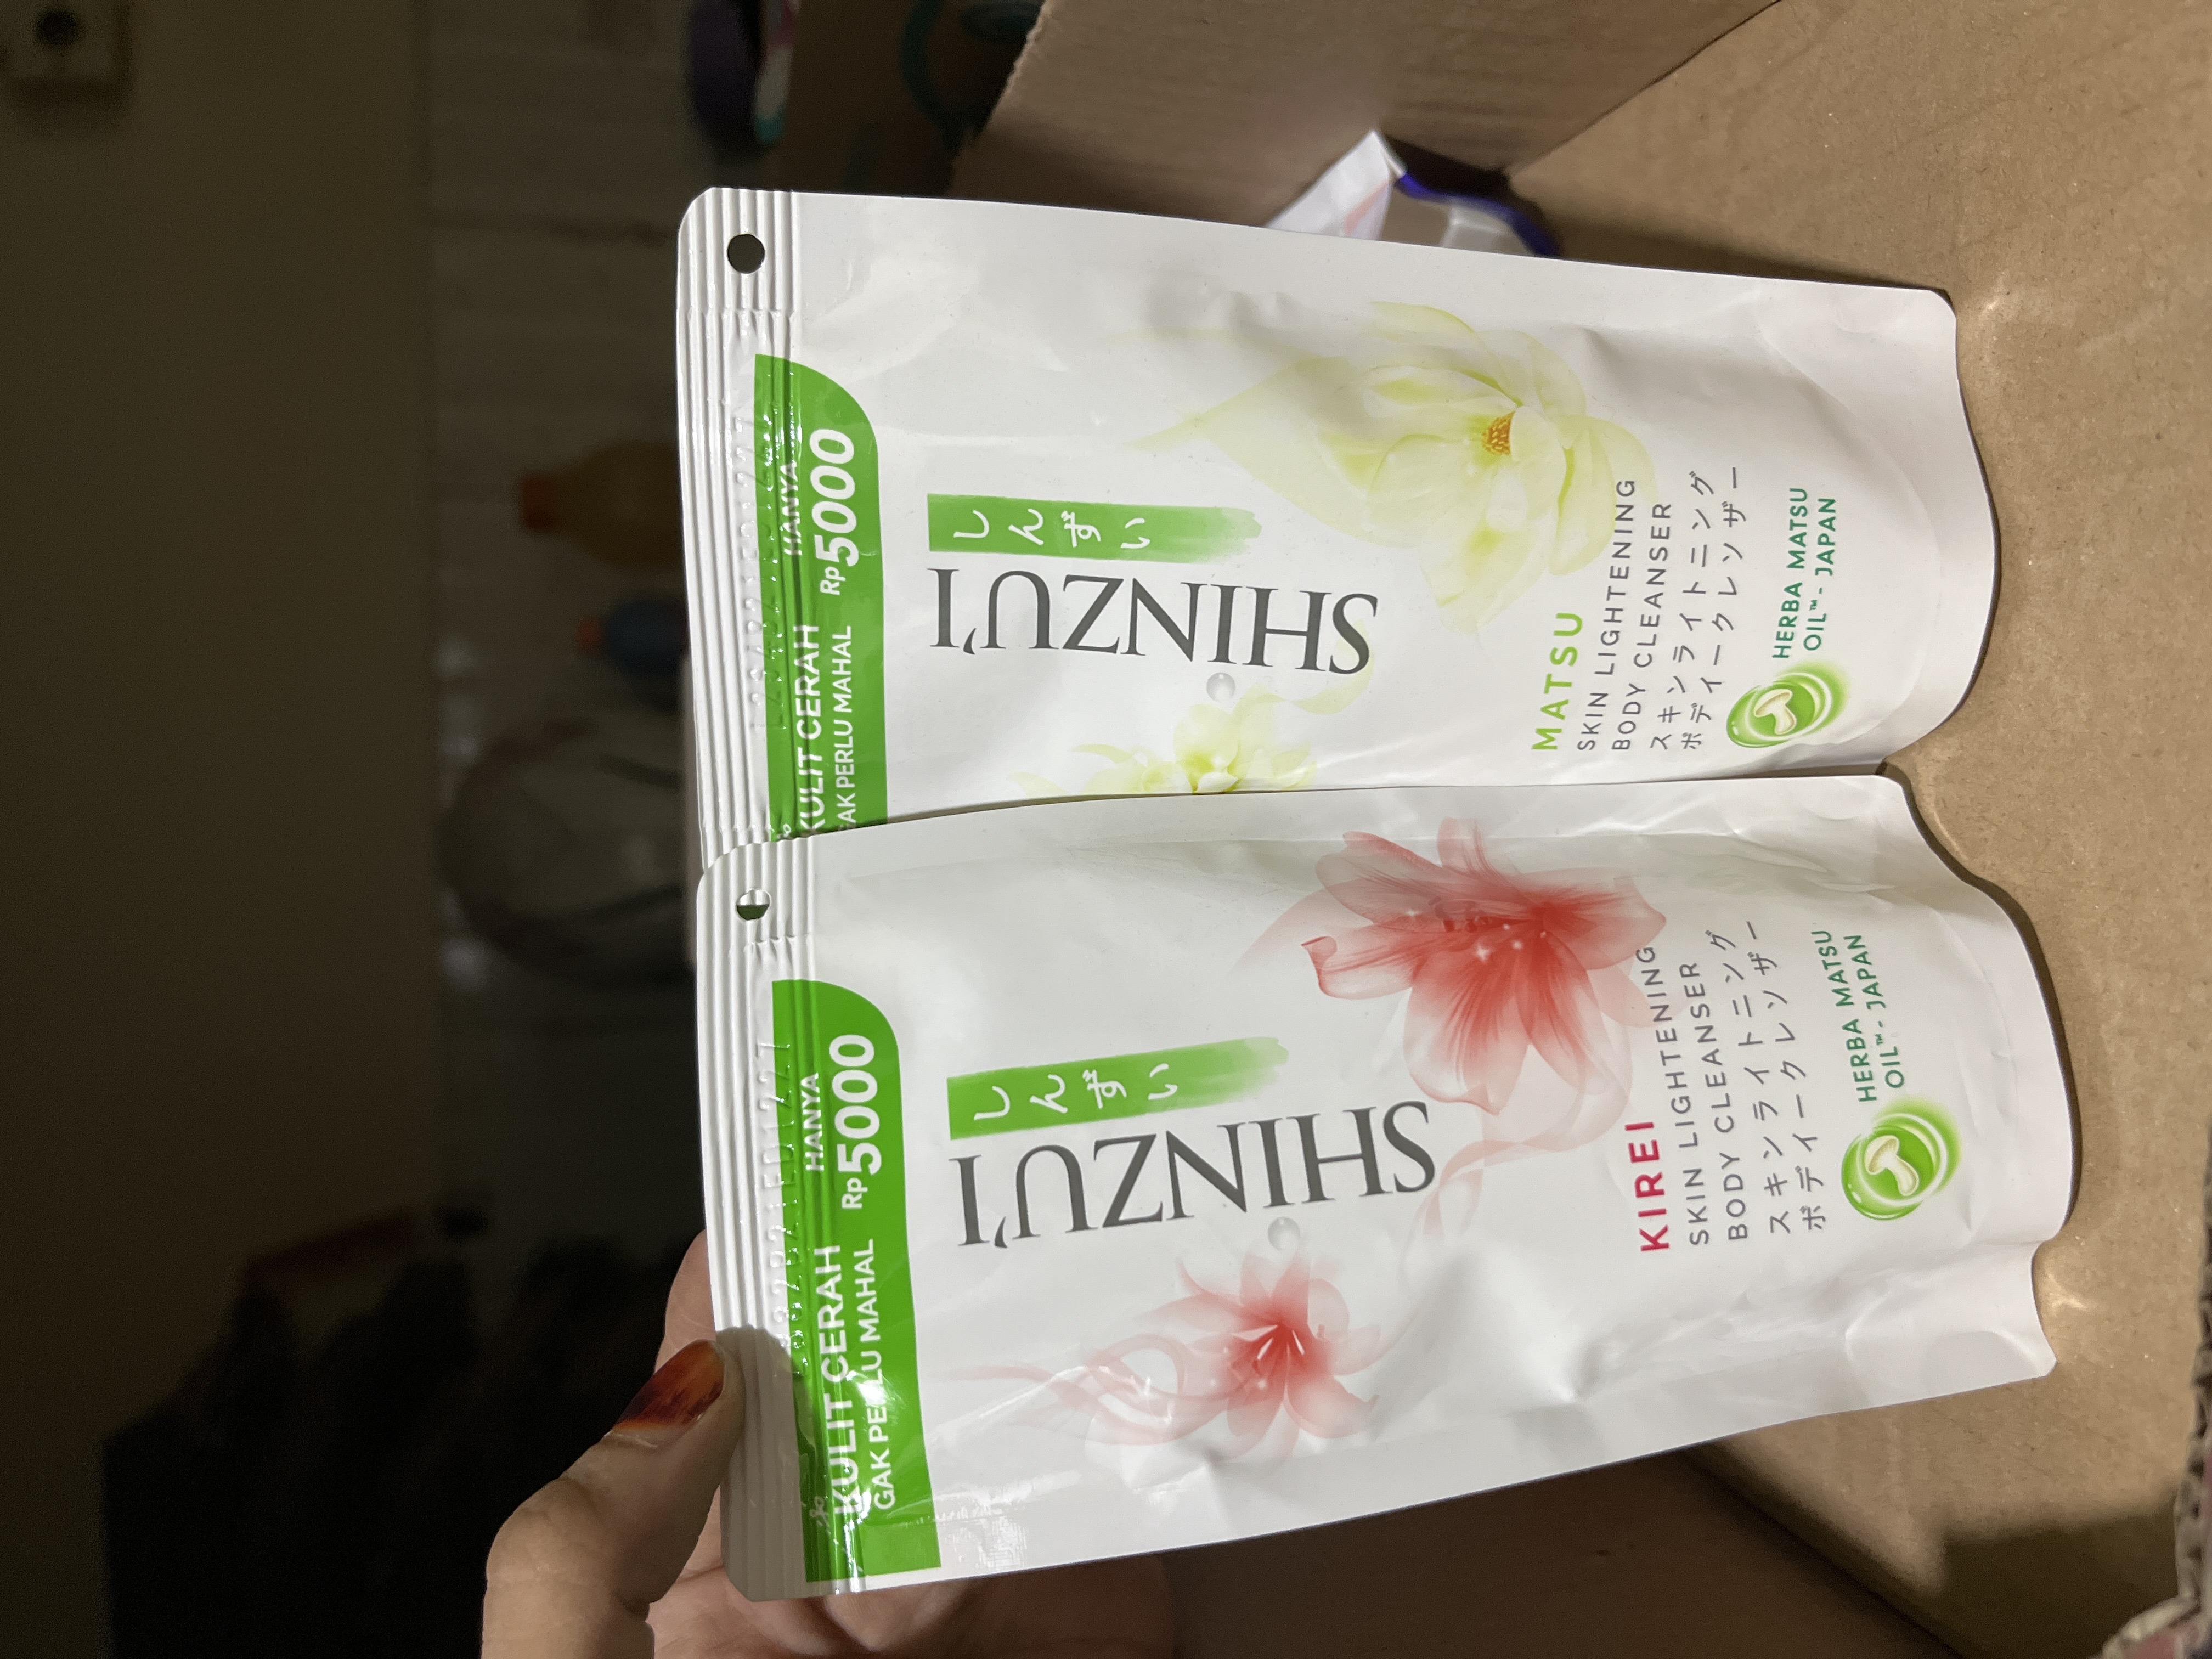 KULIT CERAH
GAK PERLU MAHAL
HANYA
Rp5000
SHINZU'I
しんずい
KIREI
SKIN LIGHTENING
BODY CLEANSER
スキンライトニング
ボディークレンザー
HERBA MATSU
OIL™- JAPAN
KULIT CERAH
AK PERLU MAHAL
HANYA
Rp5000
SHINZU'I
しんずい
MATSU
SKIN LIGHTENING
BODY CLEANSER
スキンライトニング
ボディークレンザー
HERBA MATSU
OIL™- JAPAN